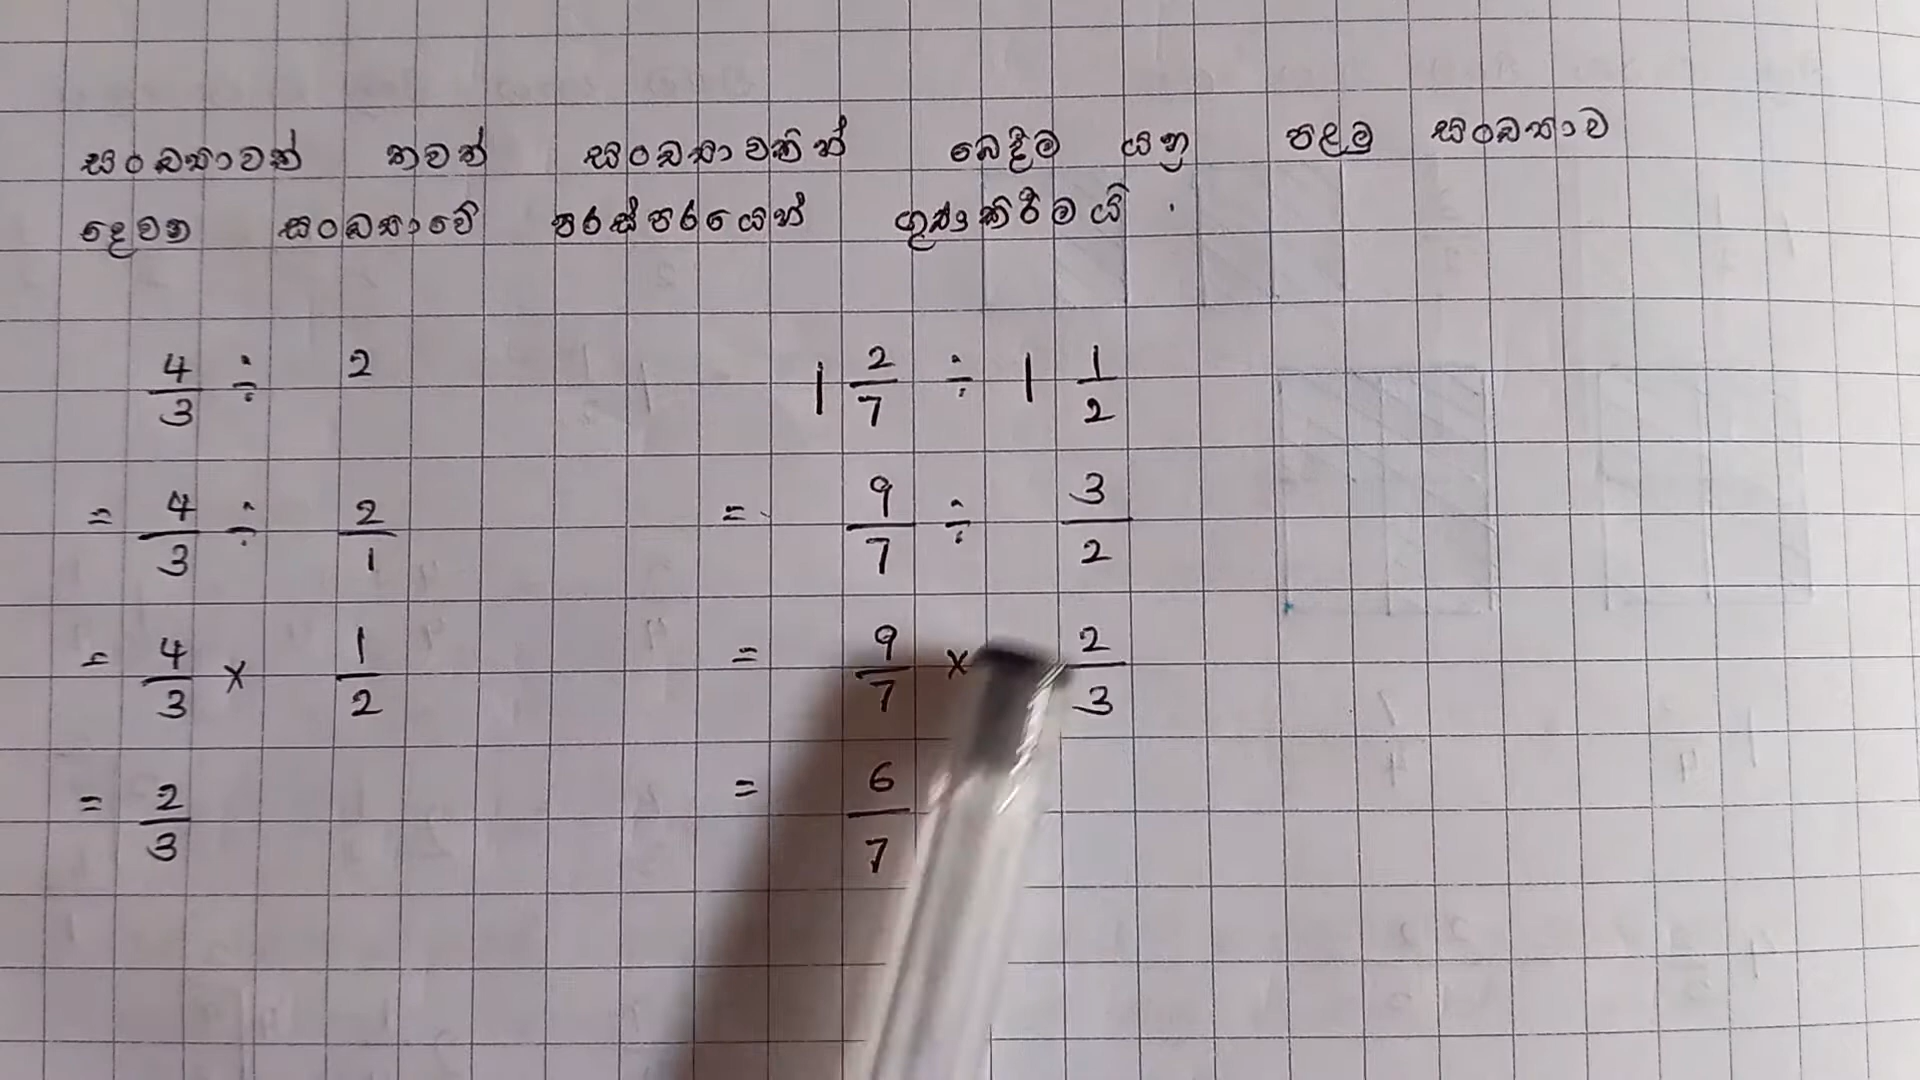 සංඛ්‍යාවක් තවත් සංඛ්‍යාවකින් බෙදීම යනු පළමු සංඛ්‍යාව
දෙවන සංඛ්‍යාවේ පරස්පරයෙන් ගුණකිරීමයි .
4/3 ÷ 2
= 4/3 ÷ 2/1
= 4/3 × 1/2
= 2/3
1 2/7 ÷ 1 1/2
= 9/7 ÷ 3/2
= 9/7 × 2/3
= 6/7